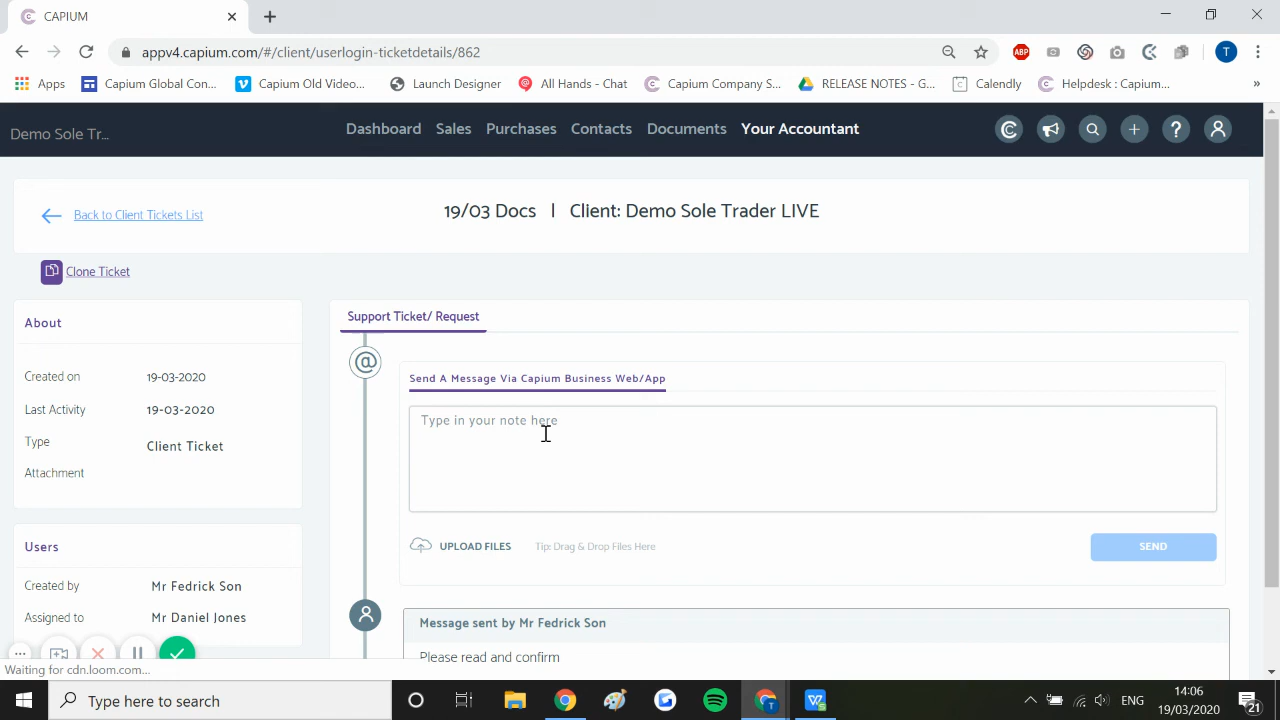 CAPIUM
appv4.capium.com/#/client/userlogin-ticketdetails/862
ABP
T
Apps
Capium Global Con...
Capium Old Video...
Launch Designer
All Hands - Chat
Capium Company S...
RELEASE NOTES - G...
Calendly
Helpdesk : Capium...
»
Demo Sole Tr...
Dashboard
Sales
Purchases
Contacts
Documents
Your Accountant
Back to Client Tickets List
19/03 Docs | Client: Demo Sole Trader LIVE
Clone Ticket
About
Created on 19-03-2020
Last Activity 19-03-2020
Type Client Ticket
Attachment
Users
Created by Mr Fedrick Son
Assigned to Mr Daniel Jones
Support Ticket/ Request
@
Send A Message Via Capium Business Web/App
Type in your note here
UPLOAD FILES
Tip: Drag & Drop Files Here
SEND
Message sent by Mr Fedrick Son
Please read and confirm
Waiting for cdn.loom.com...
Type here to search
T
ENG
14:06
19/03/2020
21